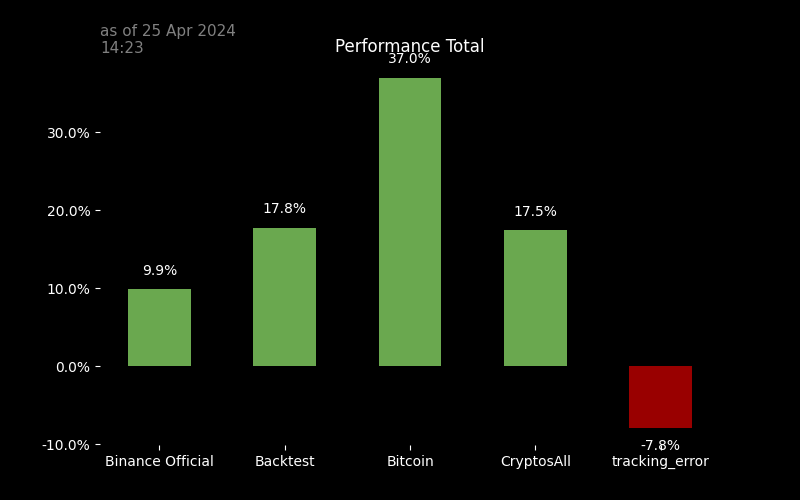 as of 25 Apr 2024
14:23
Performance Total
37.0%
30.0%
17.8%
17.5%
20.0%
9.9%
10.0%
0.0%
-10.0%
-7.8%
Binance Official
Backtest
Bitcoin
CryptosAll
tracking_error